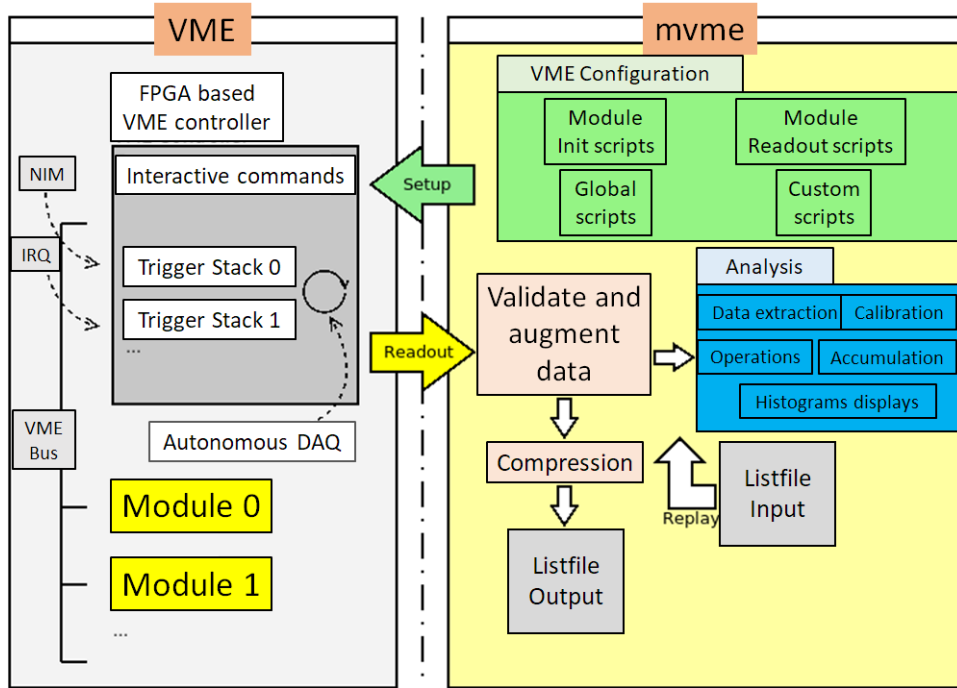 VME
FPGA based
VME controller
Interactive commands
NIM
IRQ
Trigger Stack 0
Trigger Stack 1
...
VME
Bus
Autonomous DAQ
Module 0
Module 1
...
Setup
Readout
mvme
VME Configuration
Module
Init scripts
Module
Readout scripts
Global
scripts
Custom
scripts
Validate and
augment
data
Analysis
Data extraction
Calibration
Operations
Accumulation
Histograms displays
Compression
Listfile
Output
Replay
Listfile
Input